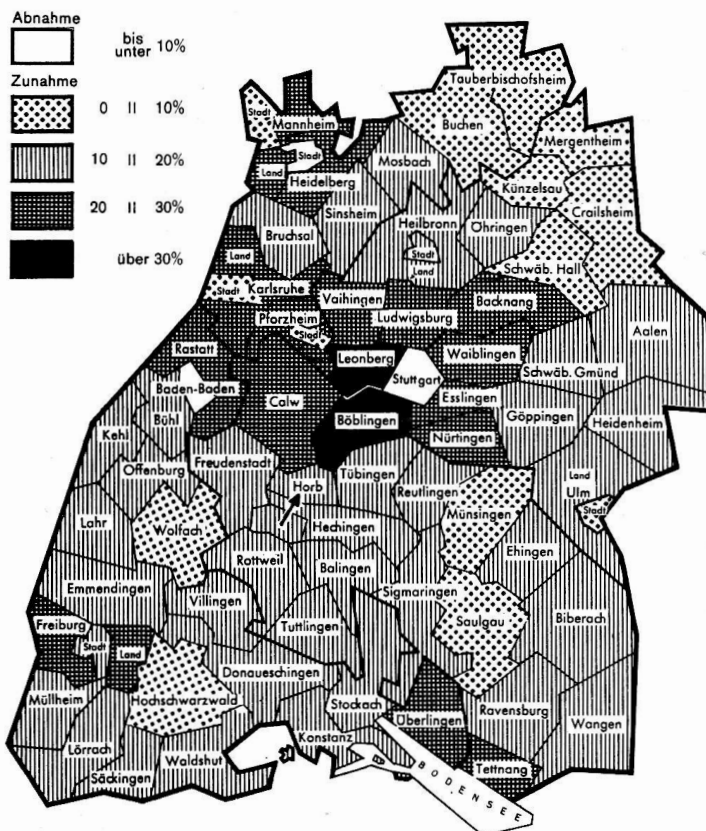 Abnahme
bis
unter 10%
Zunahme
0 || 10%
10 || 20%
20 || 30%
über 30%
Tauberbischofsheim
Stadt
Mannheim
Buchen
Mergentheim
Stadt
Land
Heidelberg
Mosbach
Künzelsau
Crailsheim
Sinsheim
Heilbronn
Öhringen
Bruchsal
Stadt
Land
Schwäb. Hall
Land
Stadt
Karlsruhe
Vaihingen
Backnang
Pforzheim
Stadt
Ludwigsburg
Aalen
Rastatt
Leonberg
Waiblingen
Stuttgart
Schwäb. Gmünd
Baden-Baden
Calw
Esslingen
Bühl
Böblingen
Göppingen
Heidenheim
Kehl
Nürtingen
Offenburg
Freudenstadt
Horb
Tübingen
Reutlingen
Land
Ulm
Stadt
Münsingen
Lahr
Wolfach
Hechingen
Ehingen
Rottweil
Balingen
Emmendingen
Villingen
Sigmaringen
Saulgau
Biberach
Freiburg
Stadt
Land
Tuttlingen
Donaueschingen
Müllheim
Hochschwarzwald
Stockach
Überlingen
Ravensburg
Wangen
Lörrach
Waldshut
Konstanz
Säckingen
Tettnang
BODENSEE